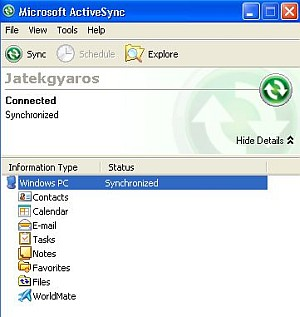 Microsoft ActiveSync
File View Tools Help
Sync Schedule Explore
Jatekgyaros
Connected
Synchronized
Hide Details
Information Type Status
Windows PC Synchronized
Contacts
Calendar
E-mail
Tasks
Notes
Favorites
Files
WorldMate